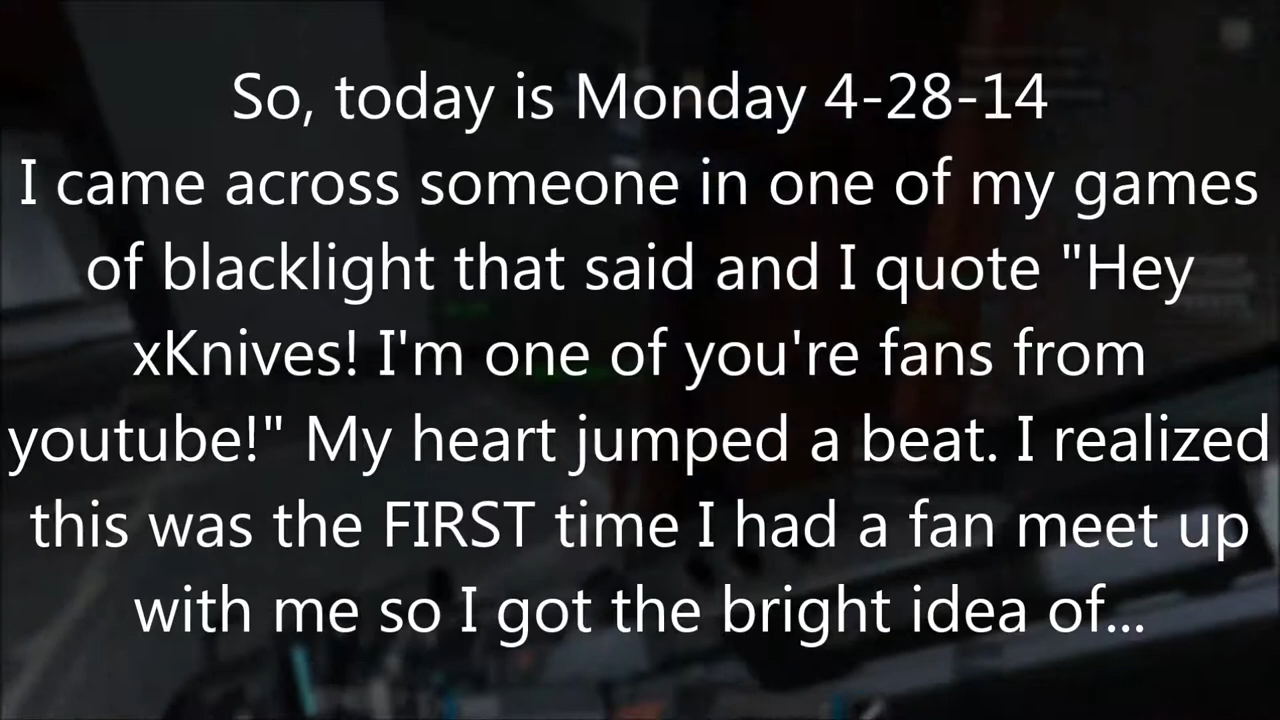 So, today is Monday 4-28-14
I came across someone in one of my games
of blacklight that said and I quote "Hey
xKnives! I'm one of you're fans from
youtube!" My heart jumped a beat. I realized
this was the FIRST time I had a fan meet up
with me so I got the bright idea of...